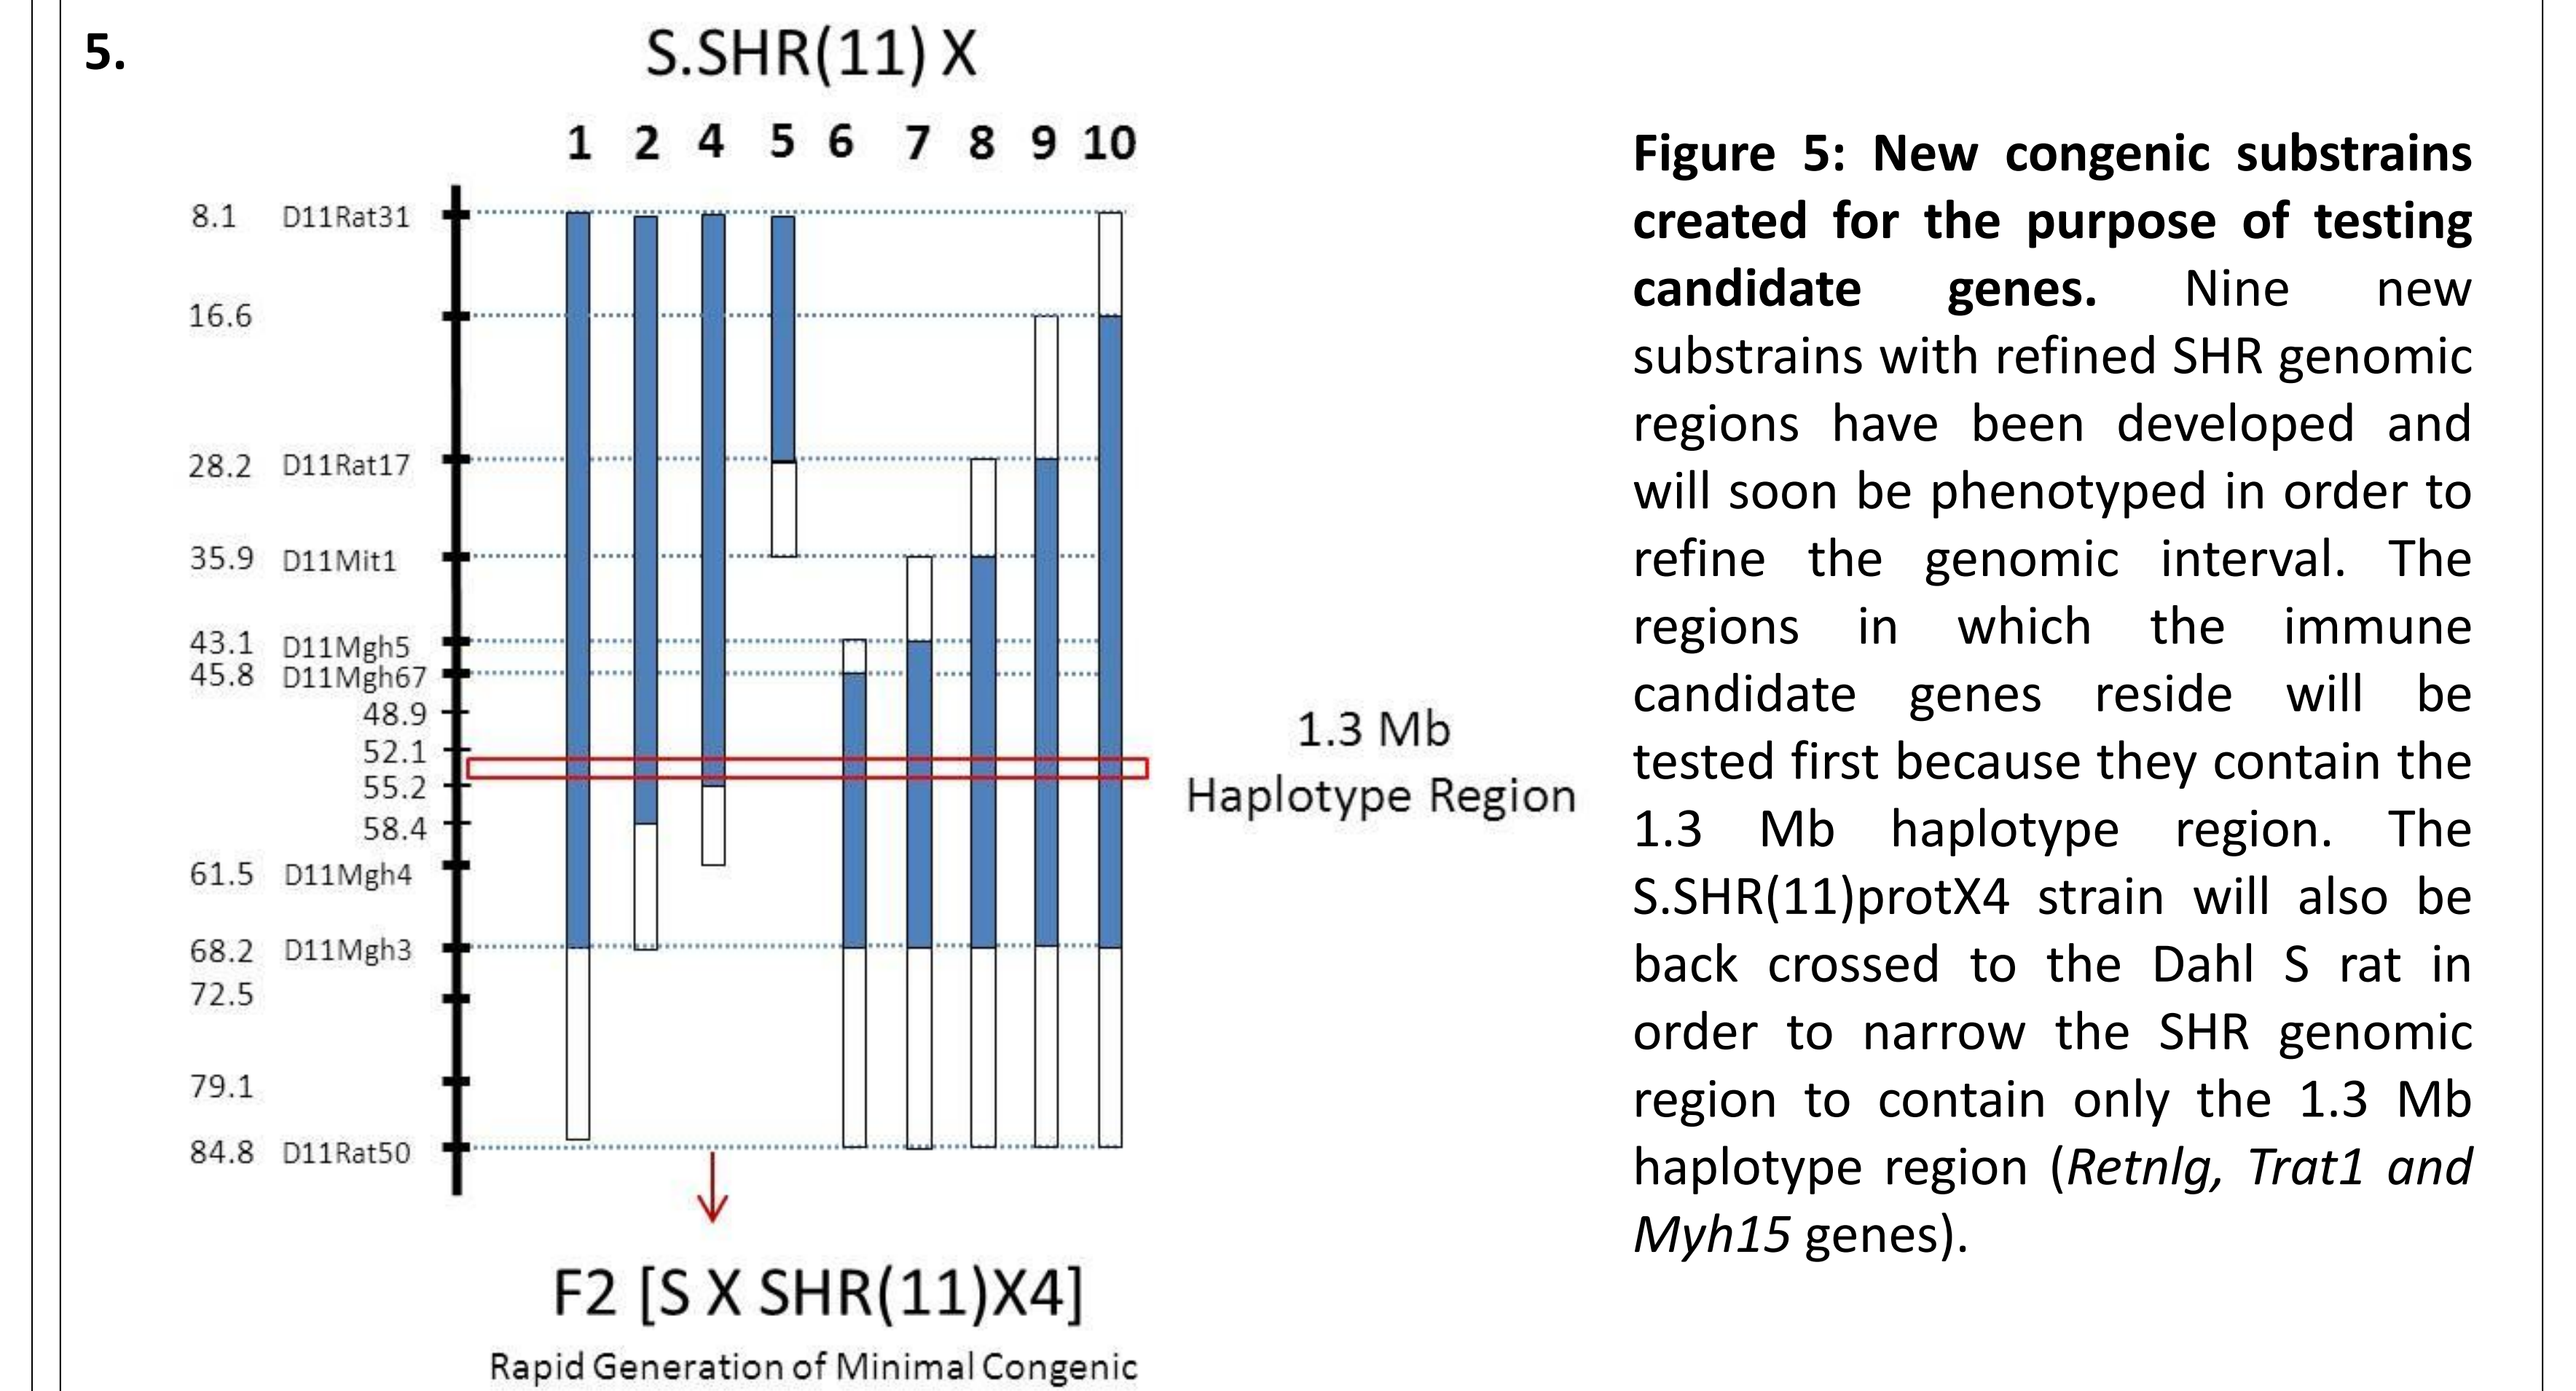 5.
S.SHR(11) X
1 2 4 5 6 7 8 9 10
8.1 D11Rat31
16.6
28.2 D11Rat17
35.9 D11Mit1
43.1 D11Mgh5
45.8 D11Mgh67
48.9
52.1
55.2
58.4
61.5 D11Mgh4
68.2 D11Mgh3
72.5
79.1
84.8 D11Rat50
1.3 Mb
Haplotype Region
F2 [S X SHR(11)X4]
Rapid Generation of Minimal Congenic
Figure 5: New congenic substrains
created for the purpose of testing
candidate genes. Nine new
substrains with refined SHR genomic
regions have been developed and
will soon be phenotyped in order to
refine the genomic interval. The
regions in which the immune
candidate genes reside will be
tested first because they contain the
1.3 Mb haplotype region. The
S.SHR(11)protX4 strain will also be
back crossed to the Dahl S rat in
order to narrow the SHR genomic
region to contain only the 1.3 Mb
haplotype region (Retnlg, Trat1 and
Myh15 genes).